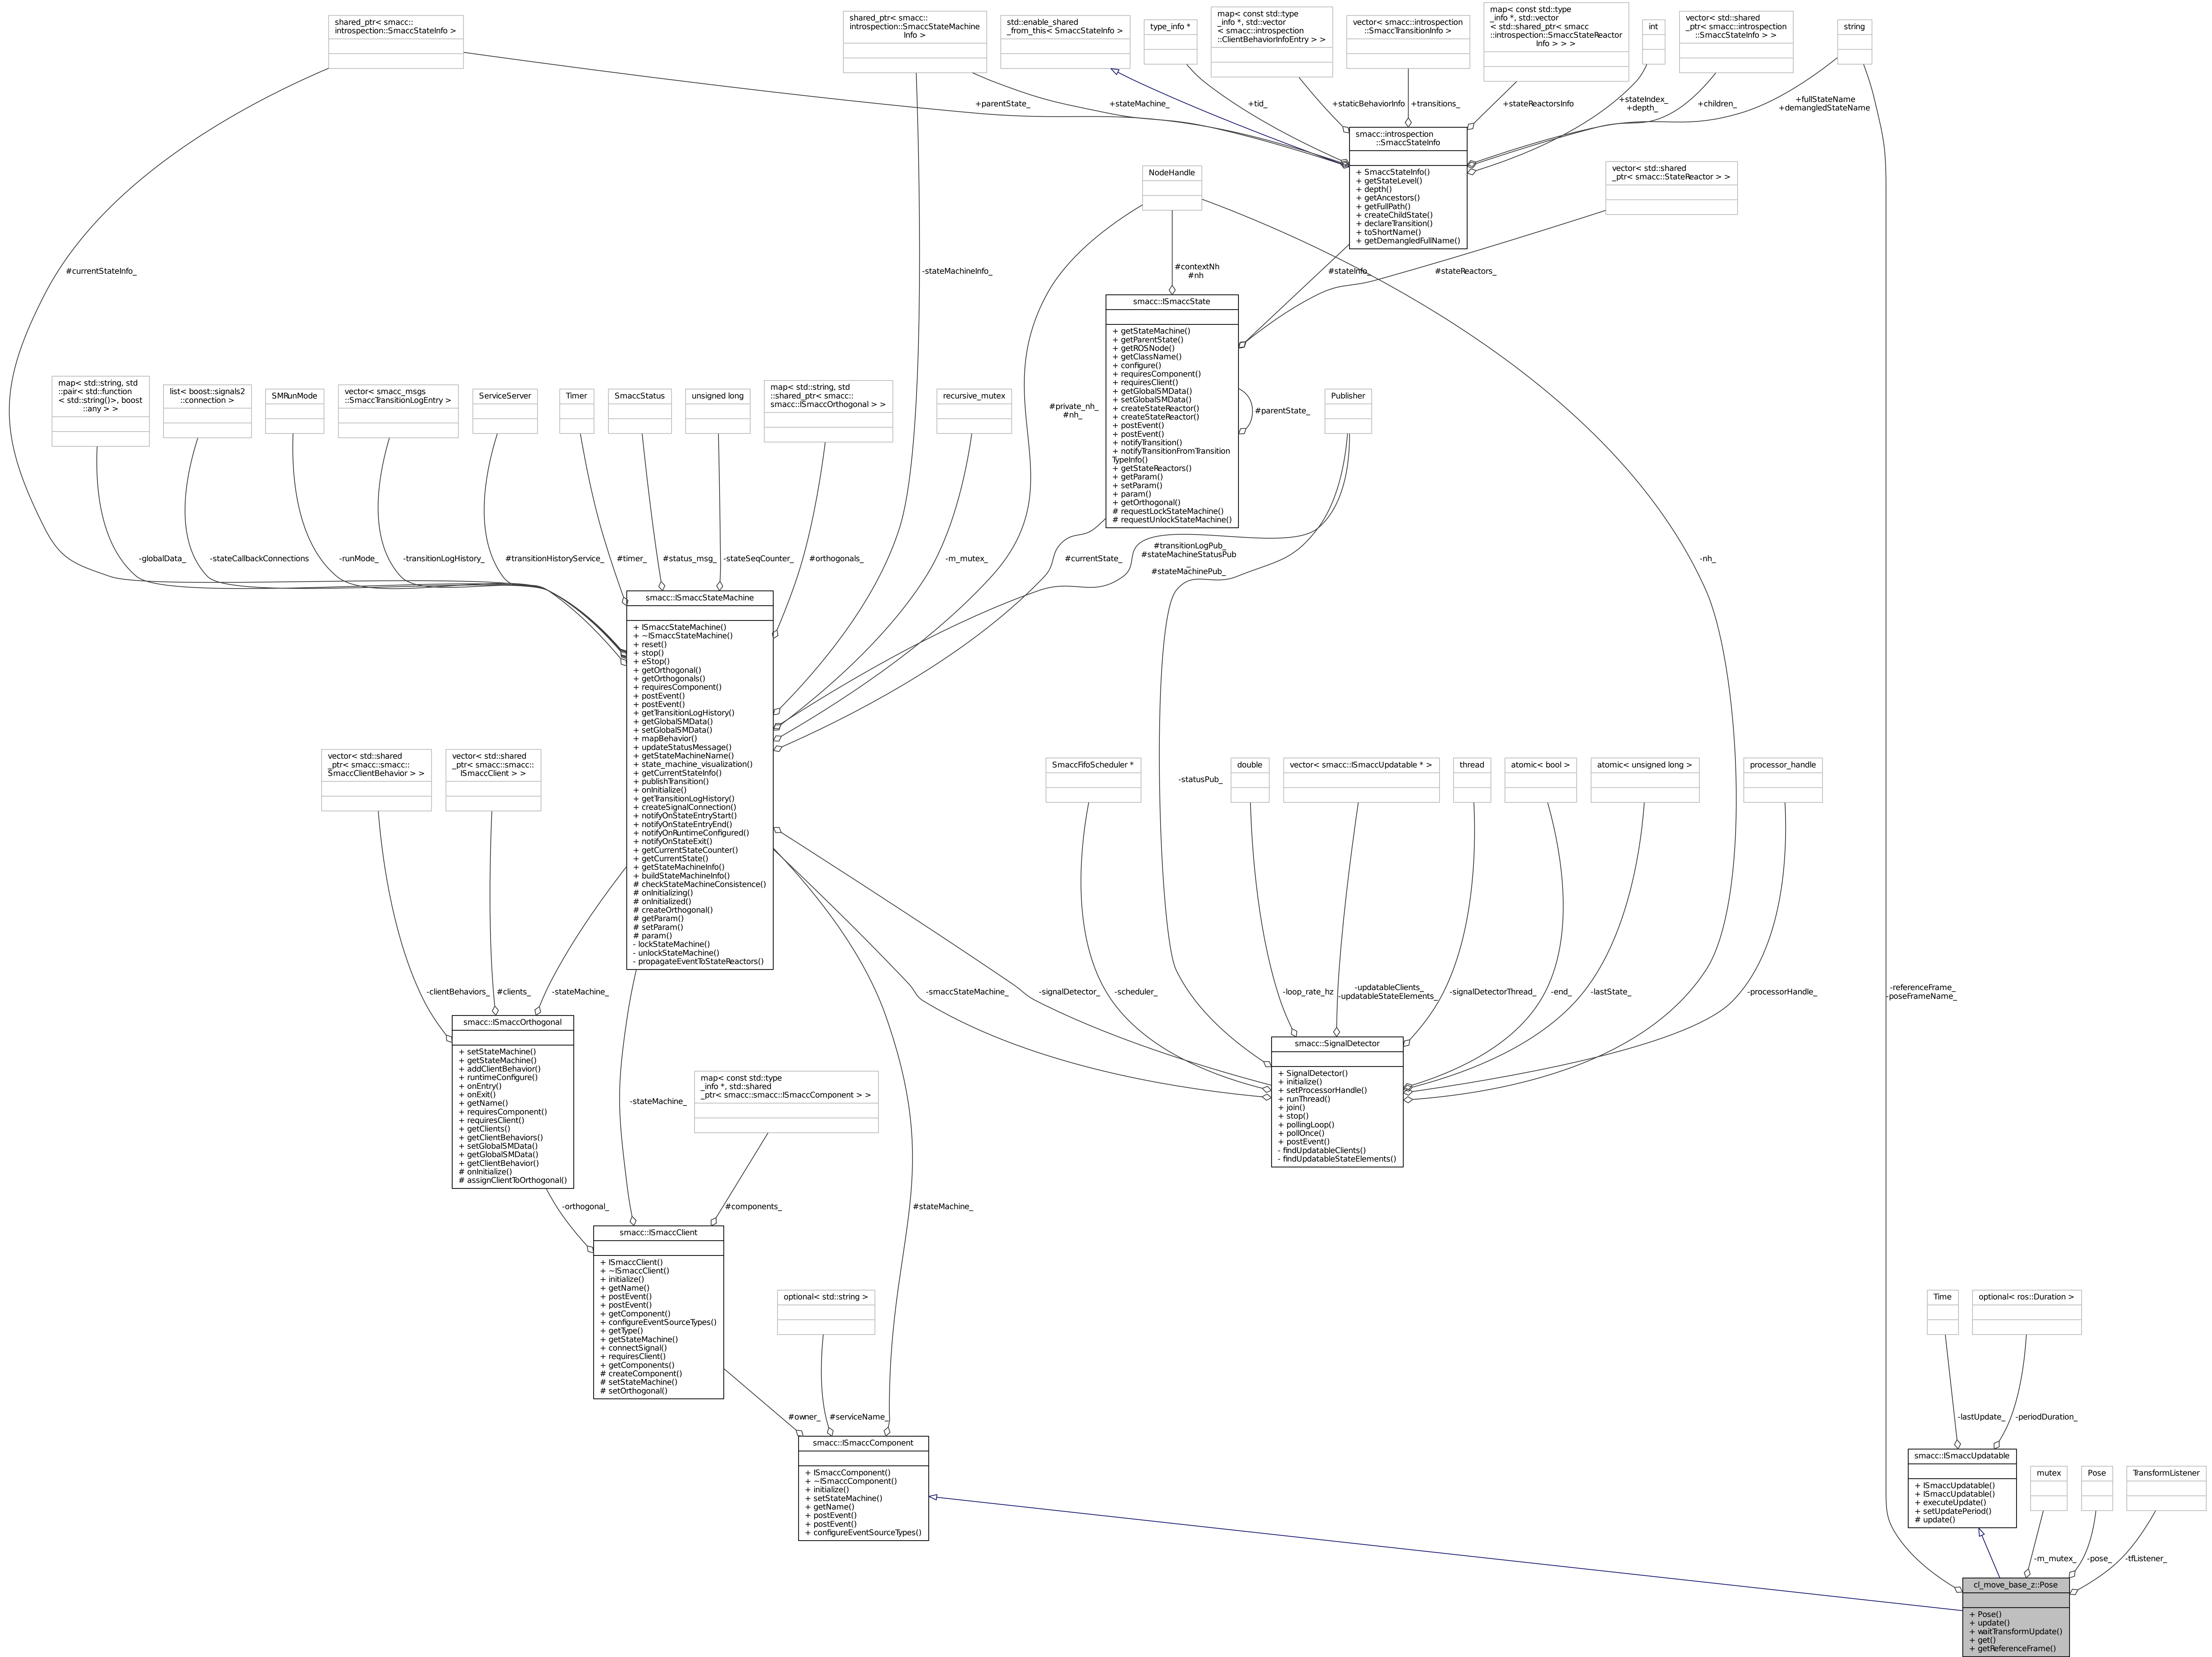 shared_ptr< smacc::
introspection::SmaccStateInfo >
shared_ptr< smacc::
introspection::SmaccStateMachine
Info >
std::enable_shared
_from_this< SmaccStateInfo >
type_info *
map< const std::type
_info *, std::vector
< smacc::introspection
::ClientBehaviorInfoEntry > >
vector< smacc::introspection
::SmaccTransitionInfo >
map< const std::type
_info *, std::vector
< std::shared_ptr< smacc
::introspection::SmaccStateReactor
Info > > >
int
vector< std::shared
_ptr< smacc::introspection
::SmaccStateInfo > >
string
+parentState_
+stateMachine_
+tid_
+staticBehaviorInfo
+transitions_
+stateReactorsInfo
+stateIndex_
+depth_
+children_
+fullStateName
+demangledStateName
smacc::introspection
::SmaccStateInfo
+ SmaccStateInfo()
+ getStateLevel()
+ depth()
+ getAncestors()
+ getFullPath()
+ createChildState()
+ declareTransition()
+ toShortName()
+ getDemangledFullName()
NodeHandle
vector< std::shared
_ptr< smacc::StateReactor > >
#currentStateInfo_
-stateMachineInfo_
#contextNh
#nh
#stateInfo_
#stateReactors_
smacc::ISmaccState
+ getStateMachine()
+ getParentState()
+ getROSNode()
+ getClassName()
+ configure()
+ requiresComponent()
+ requiresClient()
+ getGlobalSMData()
+ setGlobalSMData()
+ createStateReactor()
+ createStateReactor()
+ postEvent()
+ postEvent()
+ notifyTransition()
+ notifyTransitionFromTransition
TypeInfo()
+ getStateReactors()
+ getParam()
+ setParam()
+ param()
+ getOrthogonal()
# requestLockStateMachine()
# requestUnlockStateMachine()
#parentState_
map< std::string, std
::pair< std::function
< std::string()>, boost
::any > >
list< boost::signals2
::connection >
SMRunMode
vector< smacc_msgs
::SmaccTransitionLogEntry >
ServiceServer
Timer
SmaccStatus
unsigned long
map< std::string, std
::shared_ptr< smacc::
smacc::ISmaccOrthogonal > >
recursive_mutex
#private_nh_
#nh_
Publisher
-globalData_
-stateCallbackConnections
-runMode_
-transitionLogHistory_
#transitionHistoryService_
#timer_
#status_msg_
-stateSeqCounter_
#orthogonals_
-m_mutex_
#currentState_
#transitionLogPub_
#stateMachineStatusPub
_
#stateMachinePub_
-nh_
smacc::ISmaccStateMachine
+ ISmaccStateMachine()
+ ~ISmaccStateMachine()
+ reset()
+ stop()
+ eStop()
+ getOrthogonal()
+ getOrthogonals()
+ requiresComponent()
+ postEvent()
+ postEvent()
+ getTransitionLogHistory()
+ getGlobalSMData()
+ setGlobalSMData()
+ mapBehavior()
+ updateStatusMessage()
+ getStateMachineName()
+ state_machine_visualization()
+ getCurrentStateInfo()
+ publishTransition()
+ onInitialize()
+ getTransitionLogHistory()
+ createSignalConnection()
+ notifyOnStateEntryStart()
+ notifyOnStateEntryEnd()
+ notifyOnRuntimeConfigured()
+ notifyOnStateExit()
+ getCurrentStateCounter()
+ getCurrentState()
+ getStateMachineInfo()
+ buildStateMachineInfo()
# checkStateMachineConsistence()
# onInitializing()
# onInitialized()
# createOrthogonal()
# getParam()
# setParam()
# param()
- lockStateMachine()
- unlockStateMachine()
- propagateEventToStateReactors()
vector< std::shared
_ptr< smacc::smacc::
SmaccClientBehavior > >
vector< std::shared
_ptr< smacc::smacc::
ISmaccClient > >
SmaccFifoScheduler *
-statusPub_
double
vector< smacc::ISmaccUpdatable * >
thread
atomic< bool >
atomic< unsigned long >
processor_handle
-clientBehaviors_
#clients_
-stateMachine_
-smaccStateMachine_
-signalDetector_
-scheduler_
-loop_rate_hz
-updatableClients_
-updatableStateElements_
-signalDetectorThread_
-end_
-lastState_
-processorHandle_
-referenceFrame_
-poseFrameName_
smacc::ISmaccOrthogonal
+ setStateMachine()
+ getStateMachine()
+ addClientBehavior()
+ runtimeConfigure()
+ onEntry()
+ onExit()
+ getName()
+ requiresComponent()
+ requiresClient()
+ getClients()
+ getClientBehaviors()
+ setGlobalSMData()
+ getGlobalSMData()
+ getClientBehavior()
# onInitialize()
# assignClientToOrthogonal()
smacc::SignalDetector
+ SignalDetector()
+ initialize()
+ setProcessorHandle()
+ runThread()
+ join()
+ stop()
+ pollingLoop()
+ pollOnce()
+ postEvent()
- findUpdatableClients()
- findUpdatableStateElements()
-stateMachine_
map< const std::type
_info *, std::shared
_ptr< smacc::smacc::ISmaccComponent > >
-orthogonal_
#components_
#stateMachine_
smacc::ISmaccClient
+ ISmaccClient()
+ ~ISmaccClient()
+ initialize()
+ getName()
+ postEvent()
+ postEvent()
+ getComponent()
+ configureEventSourceTypes()
+ getType()
+ getStateMachine()
+ connectSignal()
+ requiresClient()
+ getComponents()
# createComponent()
# setStateMachine()
# setOrthogonal()
optional< std::string >
Time
optional< ros::Duration >
#owner_
#serviceName_
-lastUpdate_
-periodDuration_
smacc::ISmaccComponent
+ ISmaccComponent()
+ ~ISmaccComponent()
+ initialize()
+ setStateMachine()
+ getName()
+ postEvent()
+ postEvent()
+ configureEventSourceTypes()
smacc::ISmaccUpdatable
+ ISmaccUpdatable()
+ ISmaccUpdatable()
+ executeUpdate()
+ setUpdatePeriod()
# update()
mutex
Pose
TransformListener
-m_mutex_
-pose_
-tfListener_
cl_move_base_z::Pose
+ Pose()
+ update()
+ waitTransformUpdate()
+ get()
+ getReferenceFrame()